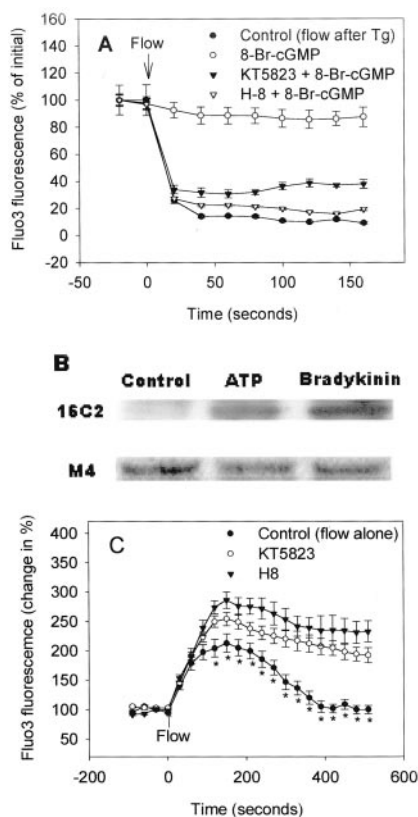 A
Flow
Control (flow after Tg)
8-Br-cGMP
KT5823 + 8-Br-cGMP
H-8 + 8-Br-cGMP
Fluo3 fluorescence (% of initial)
140
120
100
80
60
40
20
0
-50
0
50
100
150
Time (seconds)
B
Control
ATP
Bradykinin
16C2
M4
C
Control (flow alone)
KT5823
H8
Fluo3 fluorescemce (change in %)
400
350
300
250
200
150
100
50
Flow
* * * * * * * * * * * * *
-200
0
200
400
600
Time (seconds)